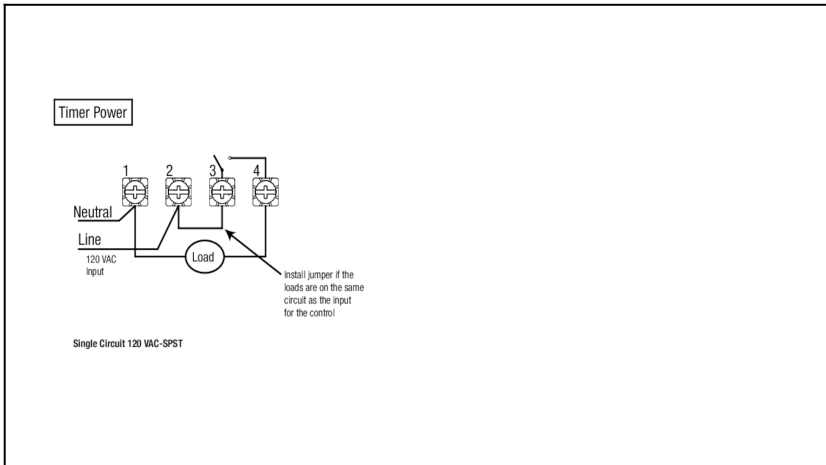 Timer Power
1 2 3 4
Neutral
Line
120 VAC
Input
Load
Install jumper if the
loads are on the same
circuit as the input
for the control
Single Circuit 120 VAC-SPST